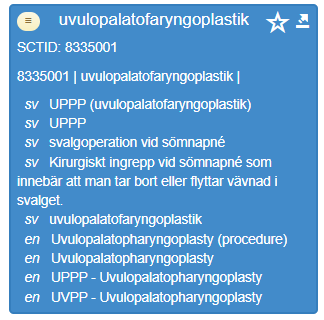 uvulopalatofaryngoplastik
SCTID: 8335001
8335001 | uvulopalatofaryngoplastik |
sv UPPP (uvulopalatofaryngoplastik)
sv UPPP
sv svalgoperation vid sömnapné
sv Kirurgiskt ingrepp vid sömnapné som
innebär att man tar bort eller flyttar vävnad i
svalget.
sv uvulopalatofaryngoplastik
en Uvulopalatopharyngoplasty (procedure)
en Uvulopalatopharyngoplasty
en UPPP - Uvulopalatopharyngoplasty
en UVPP - Uvulopalatopharyngoplasty